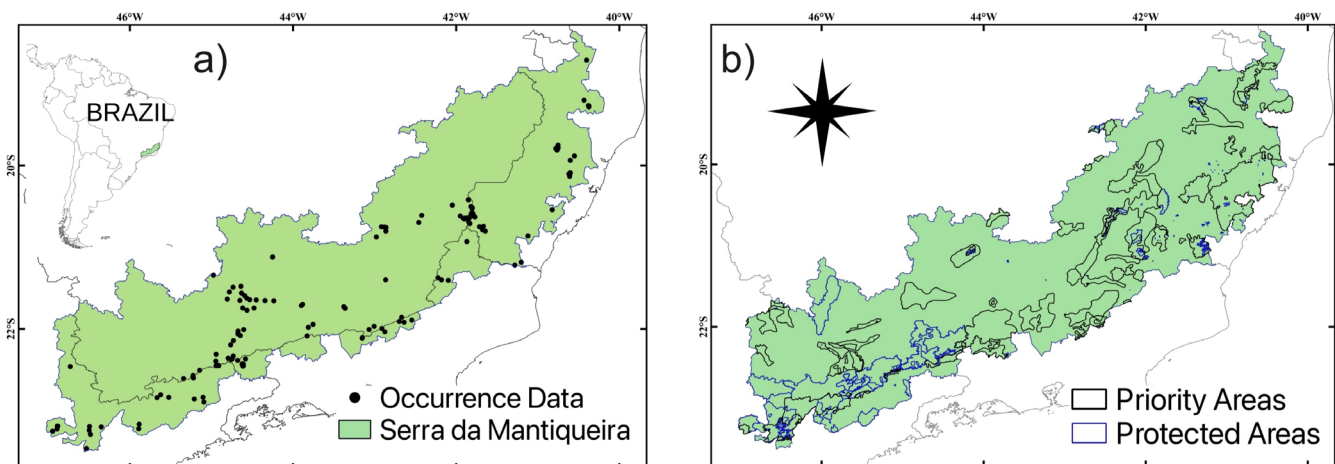 46°W 44°W 42°W 40°W
a)
BRAZIL
20°S
22°S
Occurrence Data
Serra da Mantiqueira
46°W 44°W 42°W 40°W
b)
20°S
22°S
Priority Areas
Protected Areas